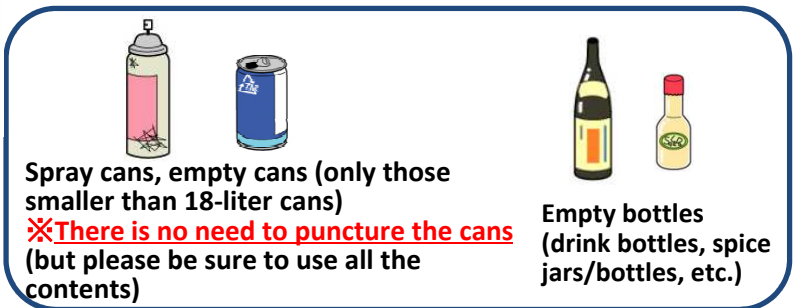 Spray cans, empty cans (only those
smaller than 18-liter cans)
※There is no need to puncture the cans
(but please be sure to use all the
contents)
Empty bottles
(drink bottles, spice
jars/bottles, etc.)